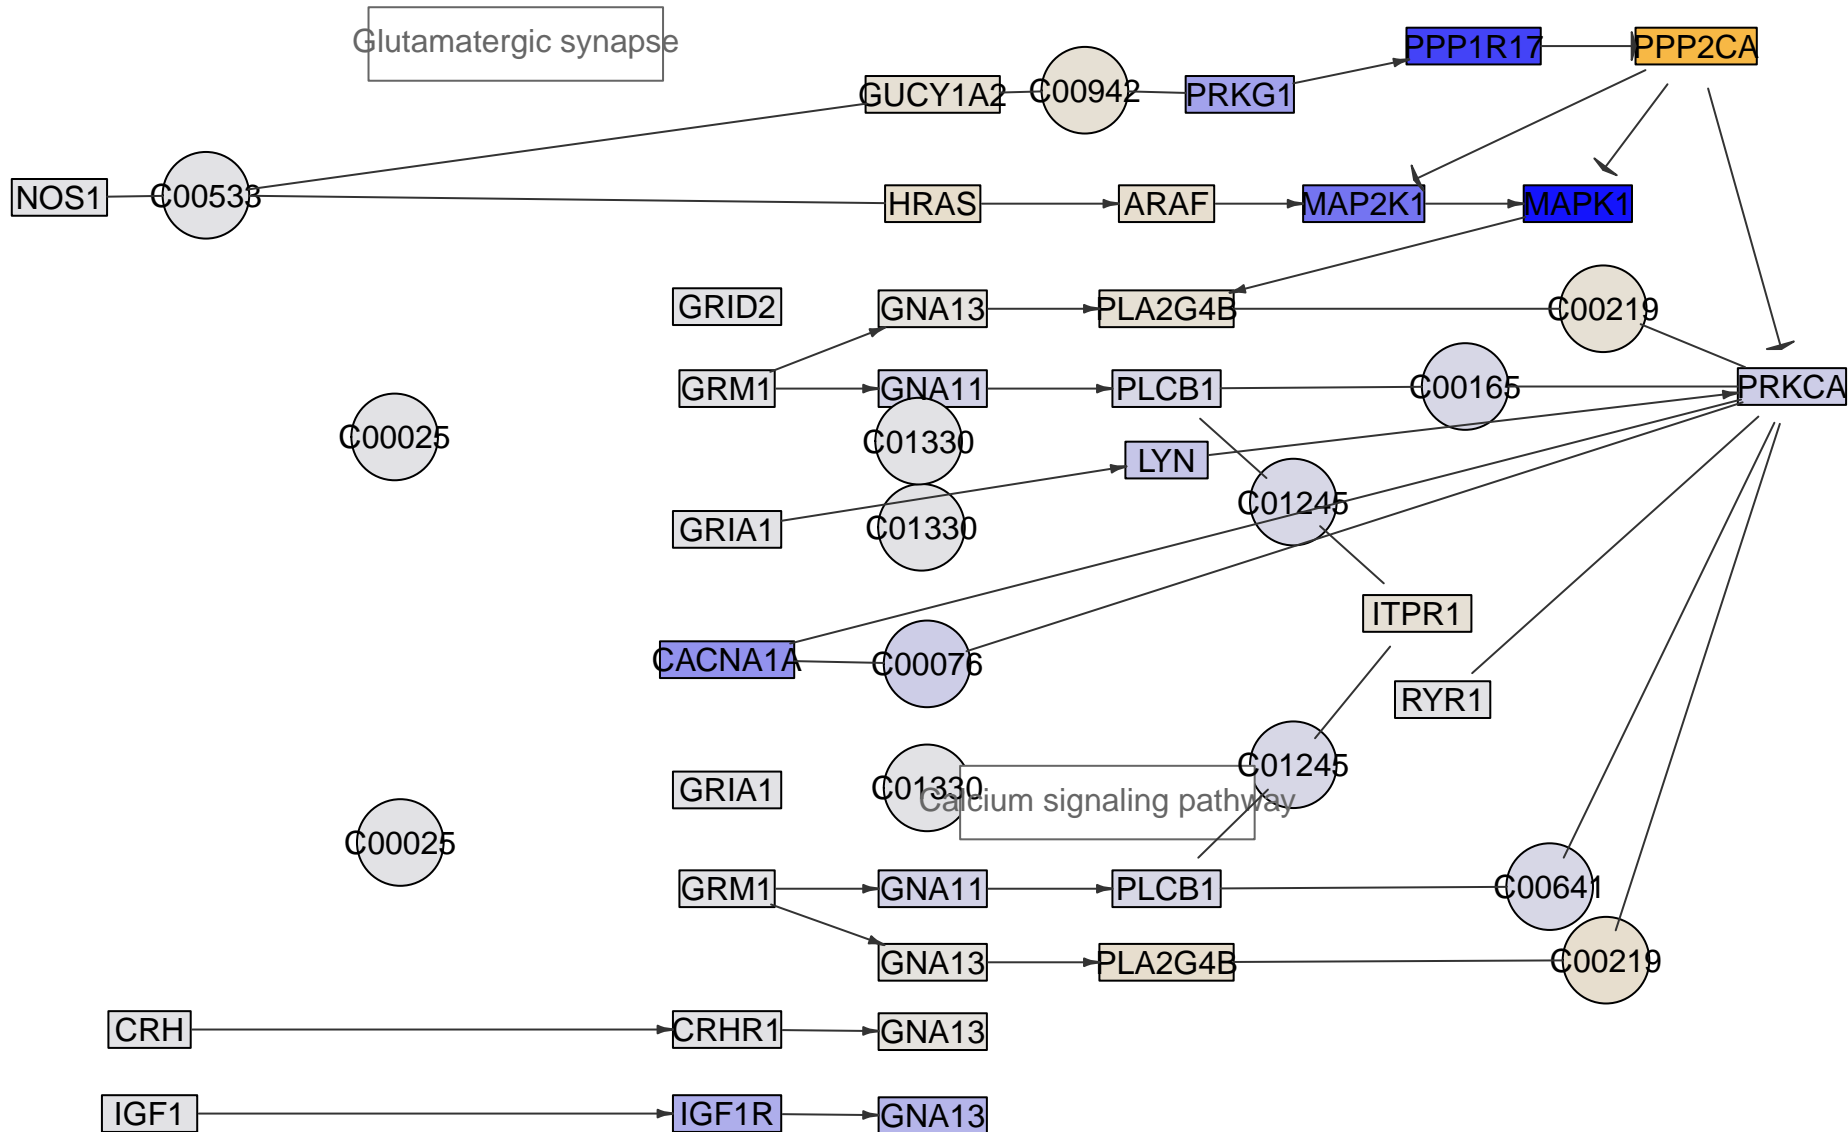 Glutamatergic synapse
PPP1R17
PPP2CA
GUCY1A2
C00942
PRKG1
NOS1
C00533
HRAS
ARAF
MAP2K1
MAPK1
GRID2
GNA13
PLA2G4B
C00219
GRM1
GNA11
PLCB1
C00165
PRKCA
C00025
C01330
LYN
C01245
GRIA1
C01330
ITPR1
CACNA1A
C00076
RYR1
C01245
GRIA1
C01330
Calcium signaling pathway
C00025
GRM1
GNA11
PLCB1
C00641
GNA13
PLA2G4B
C00219
CRH
CRHR1
GNA13
IGF1
IGF1R
GNA13